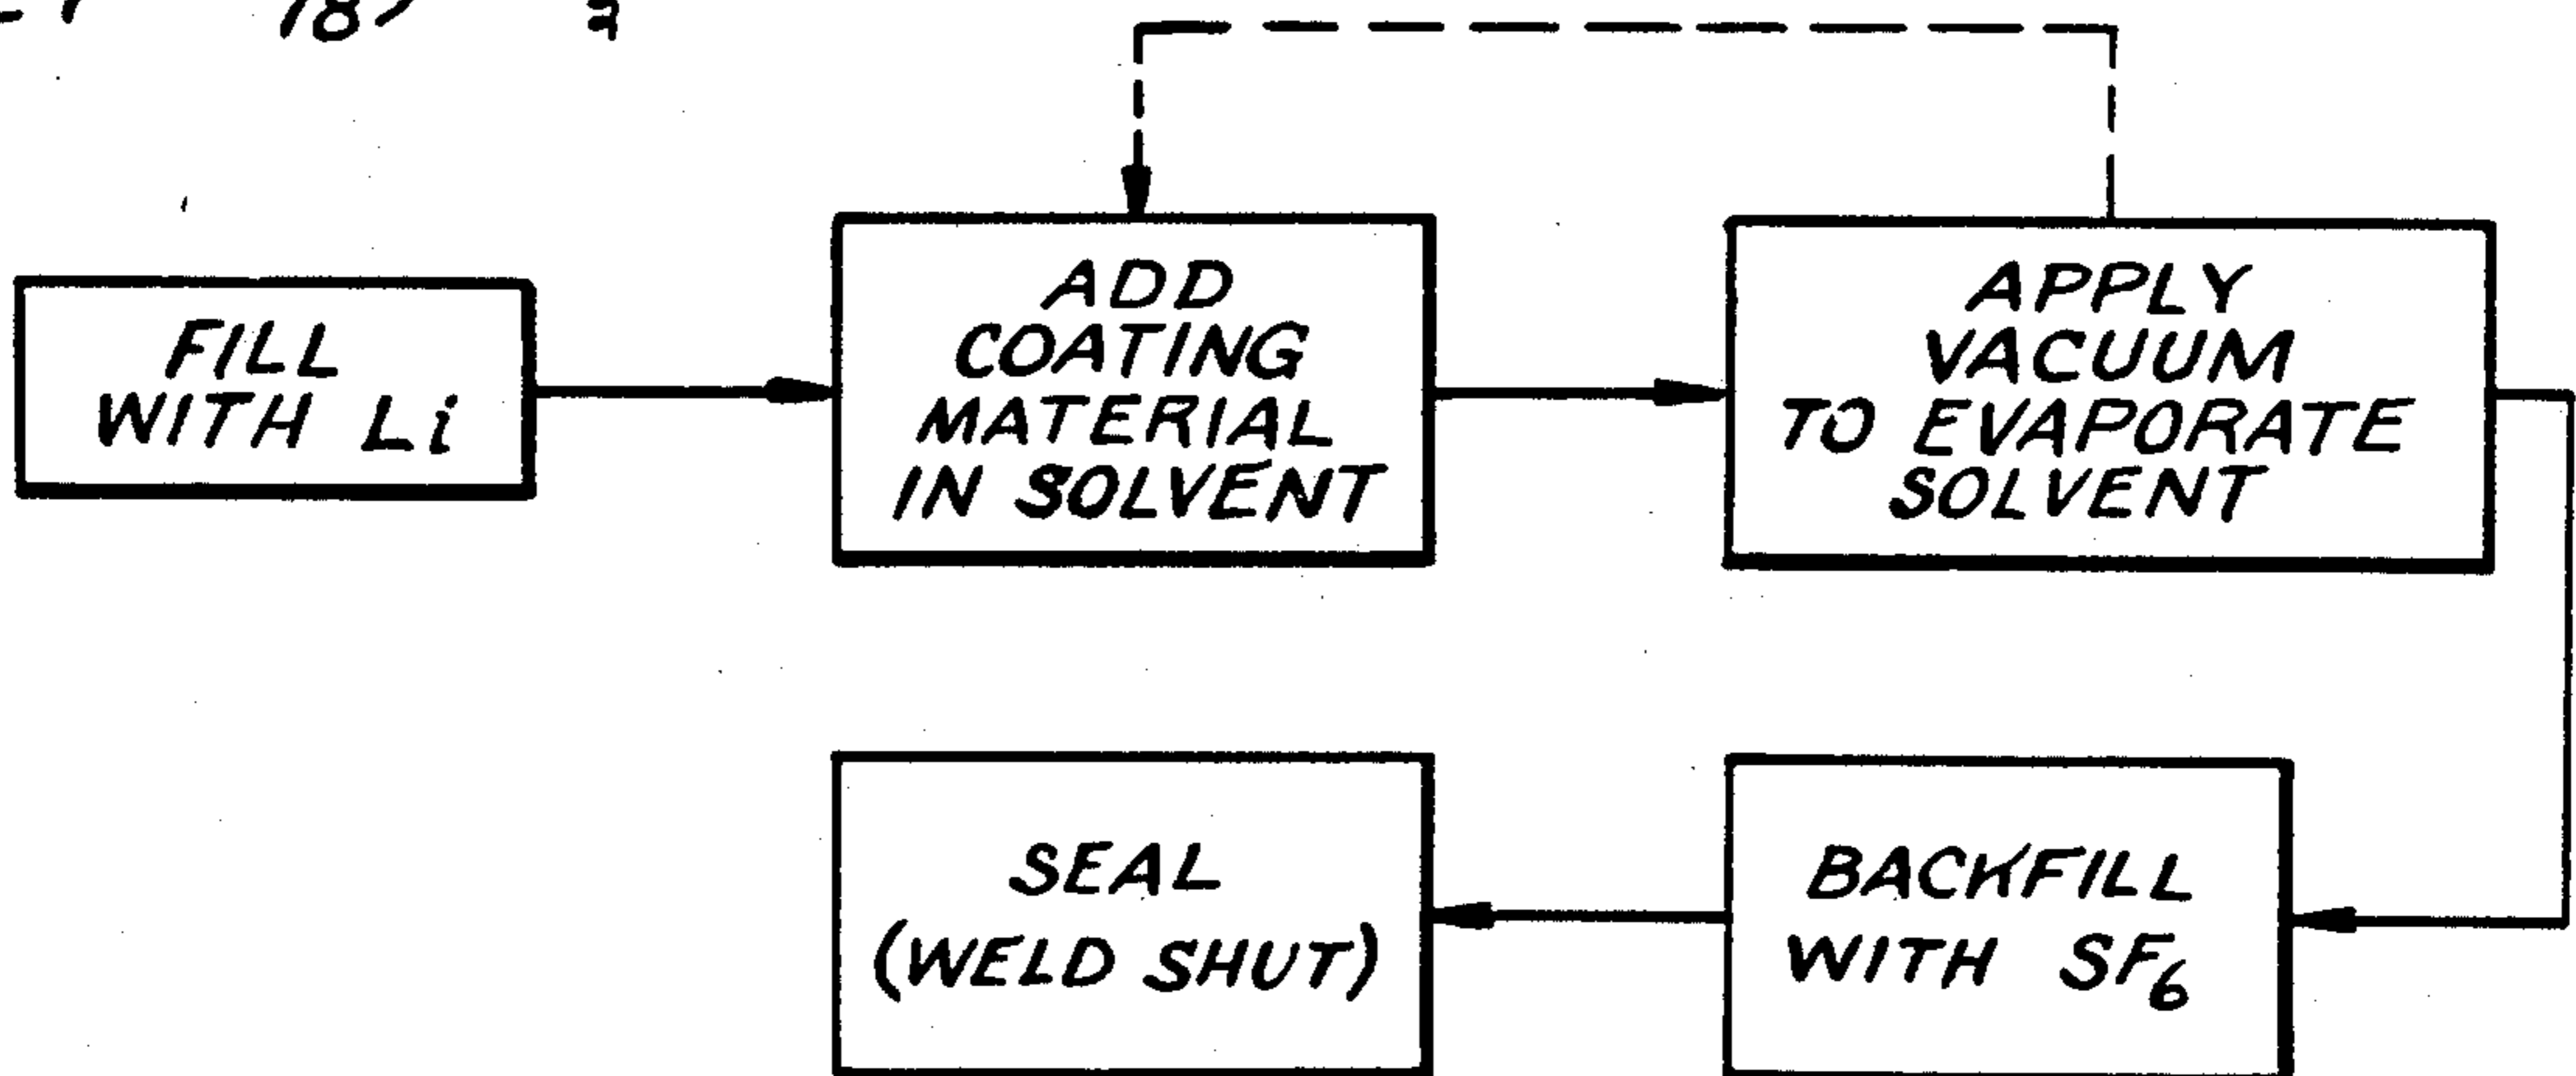 FILL
WITH Li
ADD
COATING
MATERIAL
IN SOLVENT
APPLY
VACUUM
TO EVAPORATE
SOLVENT
SEAL
(WELD SHUT)
BACKFILL
WITH SF₆